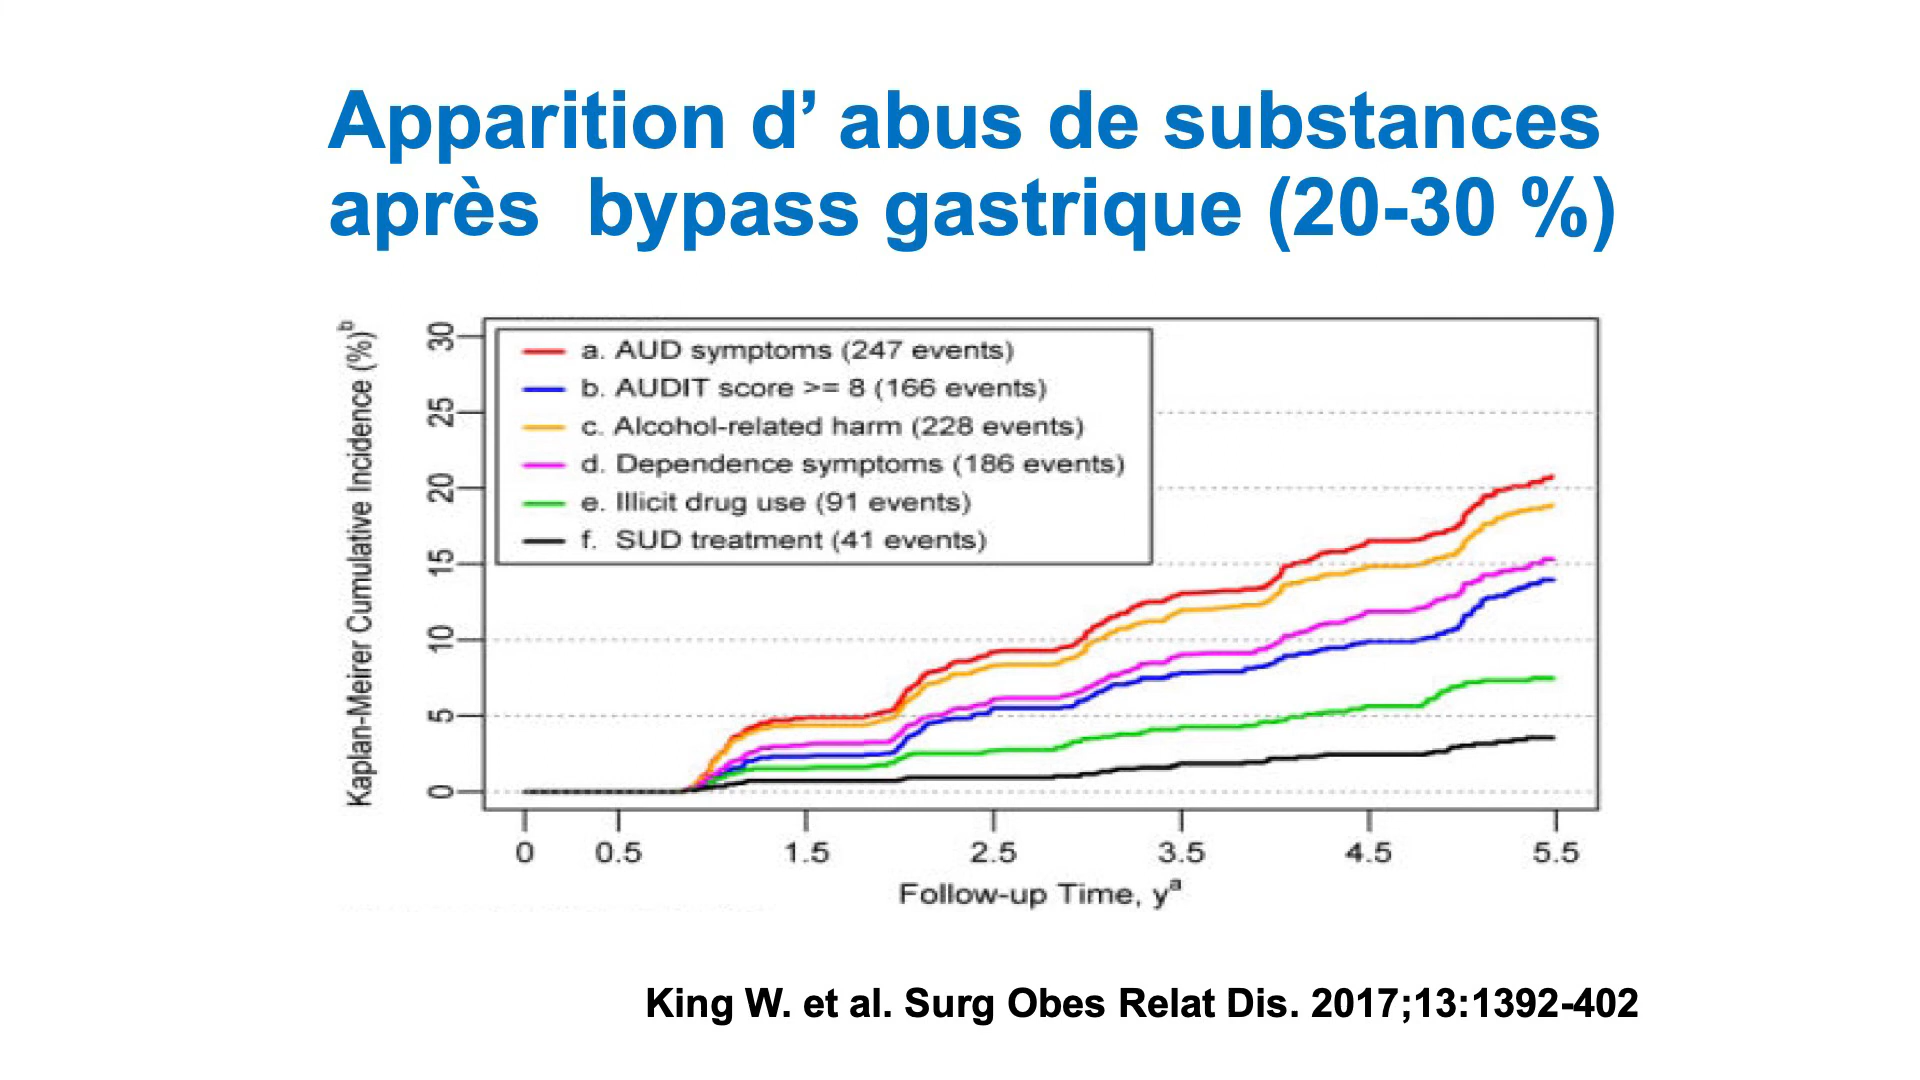 Apparition d’ abus de substances
après  bypass gastrique (20-30 %)
Kaplan-Meirer Cumulative Incidence (%)b
30
25
20
15
10
5
0
a. AUD symptoms (247 events)
b. AUDIT score >= 8 (166 events)
c. Alcohol-related harm (228 events)
d. Dependence symptoms (186 events)
e. Illicit drug use (91 events)
f. SUD treatment (41 events)
0 0.5 1.5 2.5 3.5 4.5 5.5
Follow-up Time, ya
King W. et al. Surg Obes Relat Dis. 2017;13:1392-402